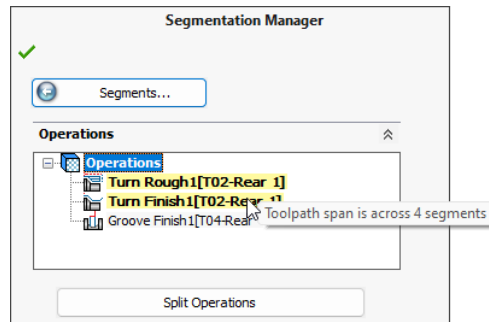 Segmentation Manager
Segments...
Operations
Operations
Turn Rough1[T02-Rear 1]
Turn Finish1[T02-Rear 1]
Toolpath span is across 4 segments
Groove Finish1[T04-Rear
Split Operations